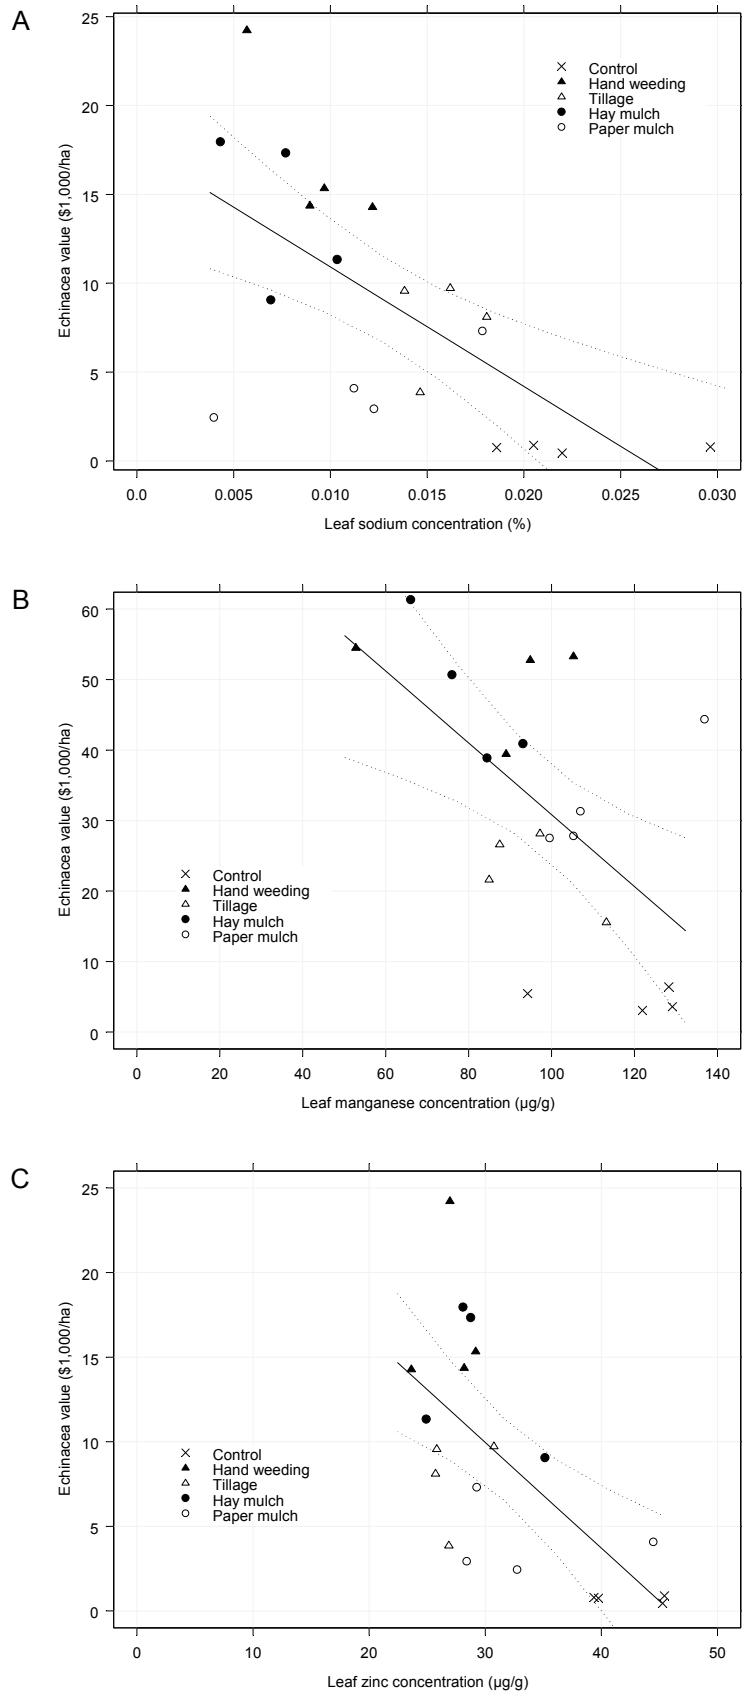 A
25
20
15
10
5
0
Echinacea value ($1,000/ha)
Control
Hand weeding
Tillage
Hay mulch
Paper mulch
0.0 0.005 0.010 0.015 0.020 0.025 0.030
Leaf sodium concentration (%)
B
60
50
40
30
20
10
0
Echinacea value ($1,000/ha)
Control
Hand weeding
Tillage
Hay mulch
Paper mulch
0 20 40 60 80 100 120 140
Leaf manganese concentration (µg/g)
C
25
20
15
10
5
0
Echinacea value ($1,000/ha)
Control
Hand weeding
Tillage
Hay mulch
Paper mulch
0 10 20 30 40 50
Leaf zinc concentration (µg/g)